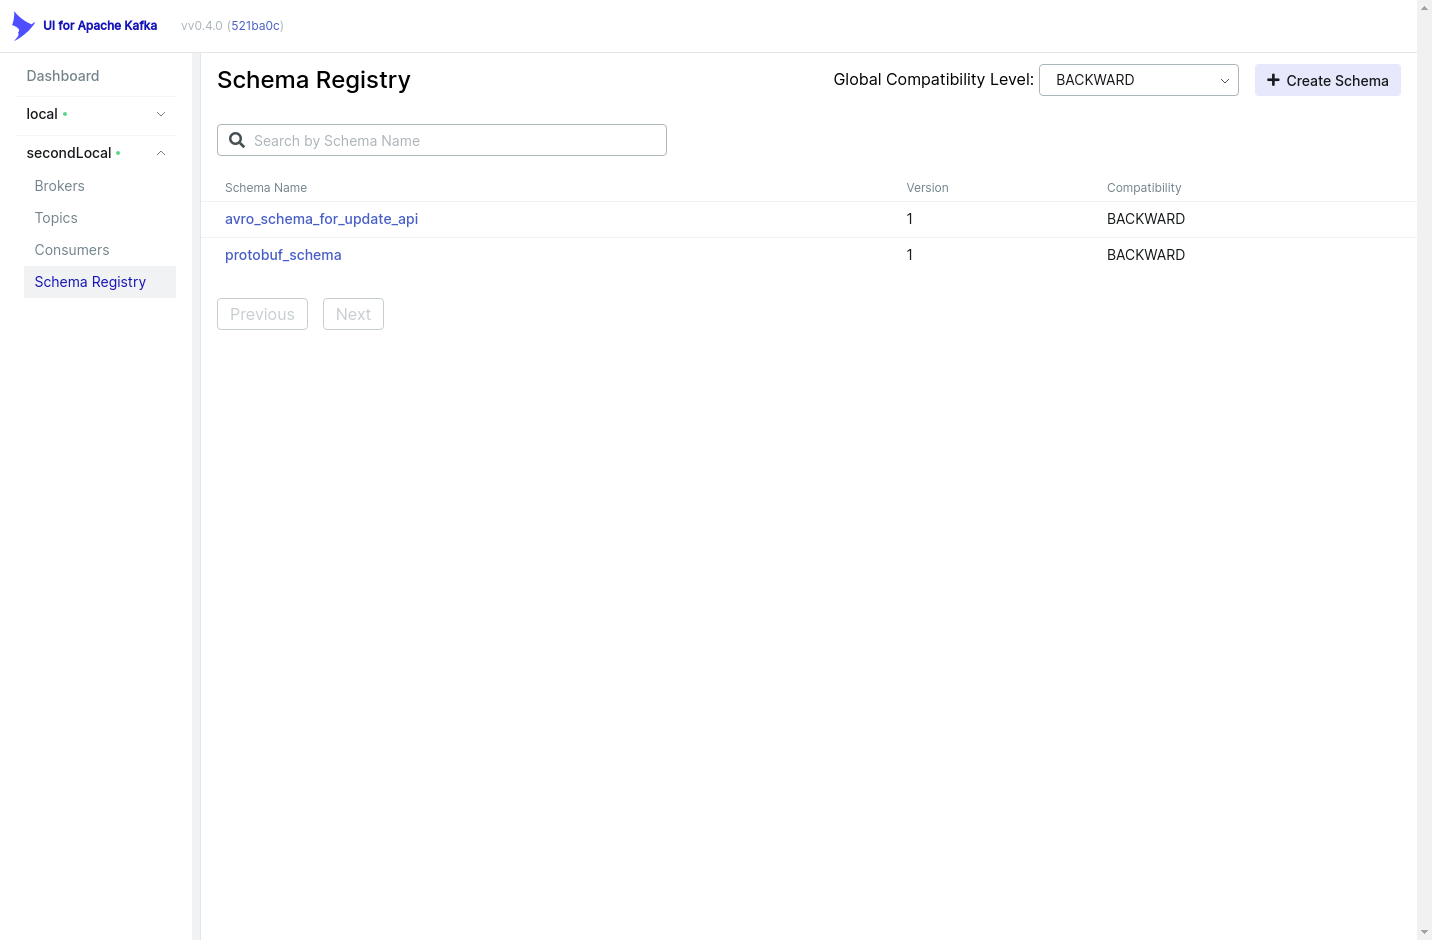 UI for Apache Kafka vv0.4.0 (521ba0c)
Dashboard
local
secondLocal
Brokers
Topics
Consumers
Schema Registry
Schema Registry
Global Compatibility Level: BACKWARD
Create Schema
Search by Schema Name
Schema Name Version Compatibility
avro_schema_for_update_api 1 BACKWARD
protobuf_schema 1 BACKWARD
Previous Next